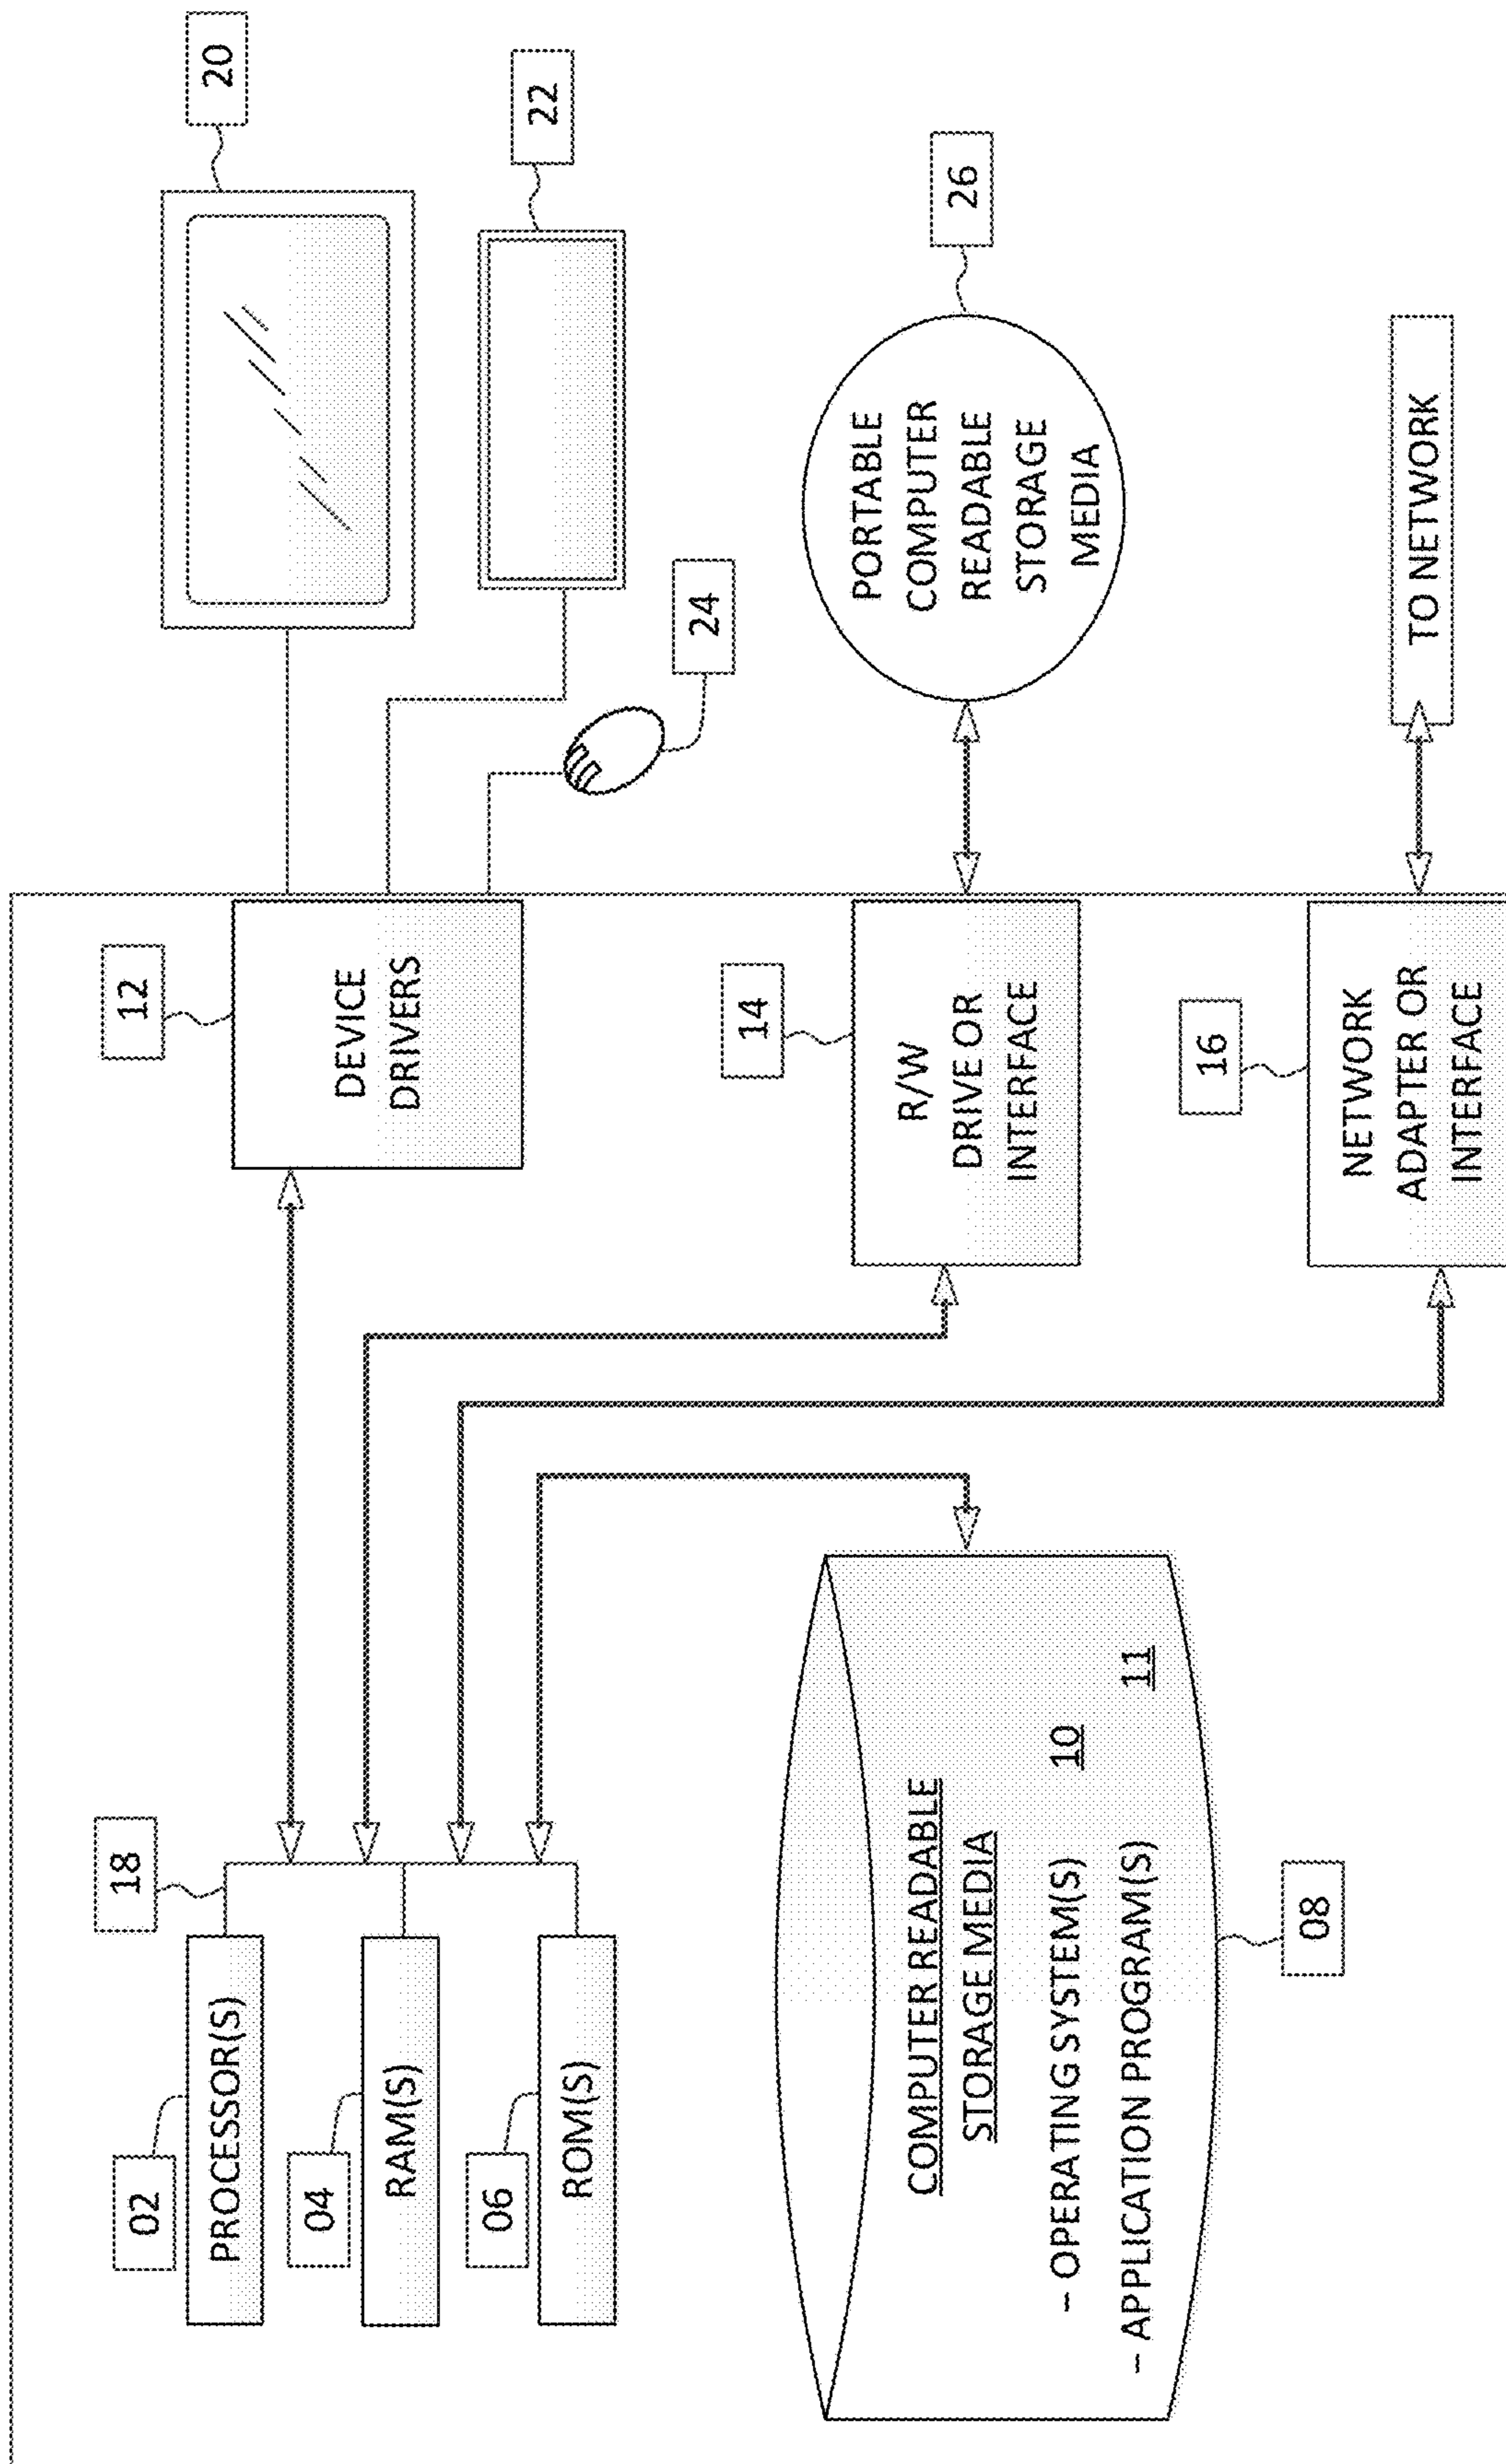 02
PROCESSOR(S)
04
RAM(S)
06
ROM(S)
18
12
DEVICE
DRIVERS
20
22
24
COMPUTER READABLE
STORAGE MEDIA
– OPERATING SYSTEM(S) 10
– APPLICATION PROGRAM(S) 11
08
14
R/W
DRIVE OR
INTERFACE
26
PORTABLE
COMPUTER
READABLE
STORAGE
MEDIA
16
NETWORK
ADAPTER OR
INTERFACE
TO NETWORK